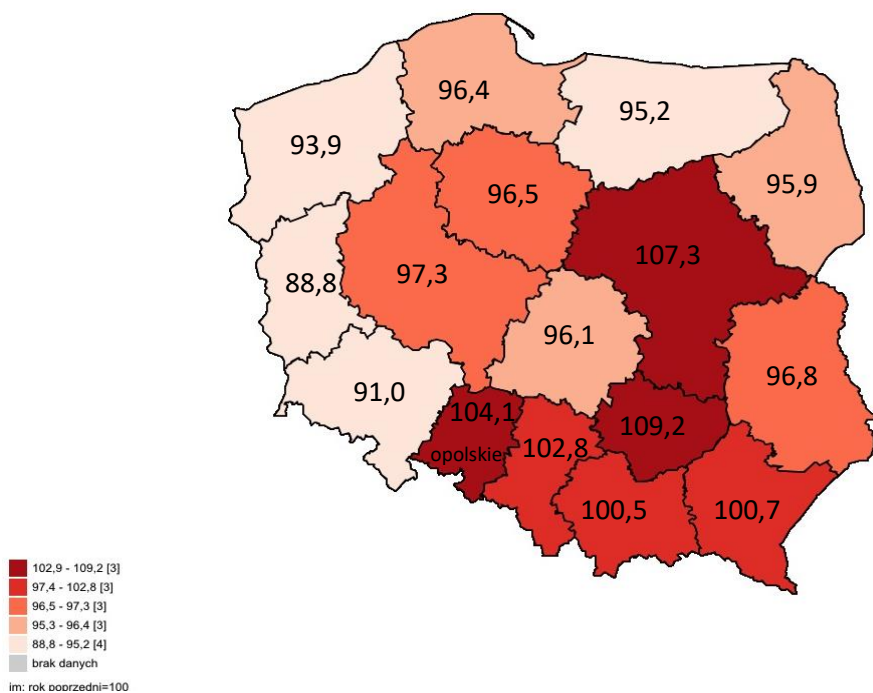 96,4
95,2
93,9
95,9
96,5
107,3
97,3
88,8
96,1
96,8
91,0
104,1
109,2
102,8
opolskie
100,5
100,7
102,9 - 109,2 [3]
97,4 - 102,8 [3]
96,5 - 97,3 [3]
95,3 - 96,4 [3]
88,8 - 95,2 [4]
brak danych
jm: rok poprzedni=100